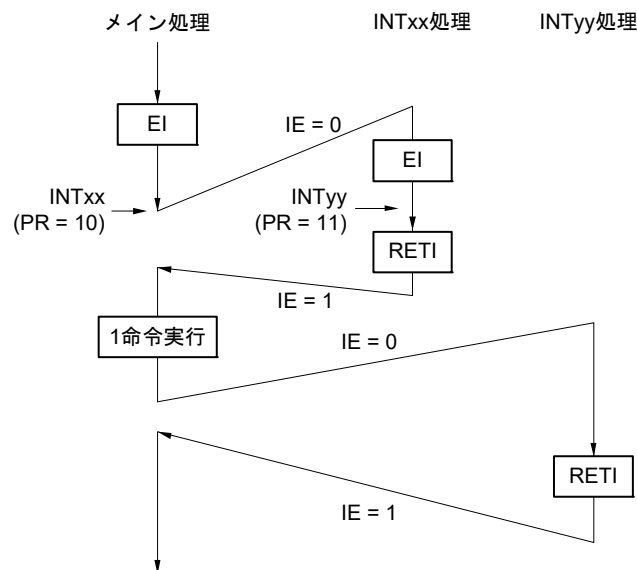 メイン処理
INTxx処理
INTyy処理
EI
IE = 0
EI
INTxx
(PR = 10)
INTyy
(PR = 11)
RETI
IE = 1
1命令実行
IE = 0
RETI
IE = 1